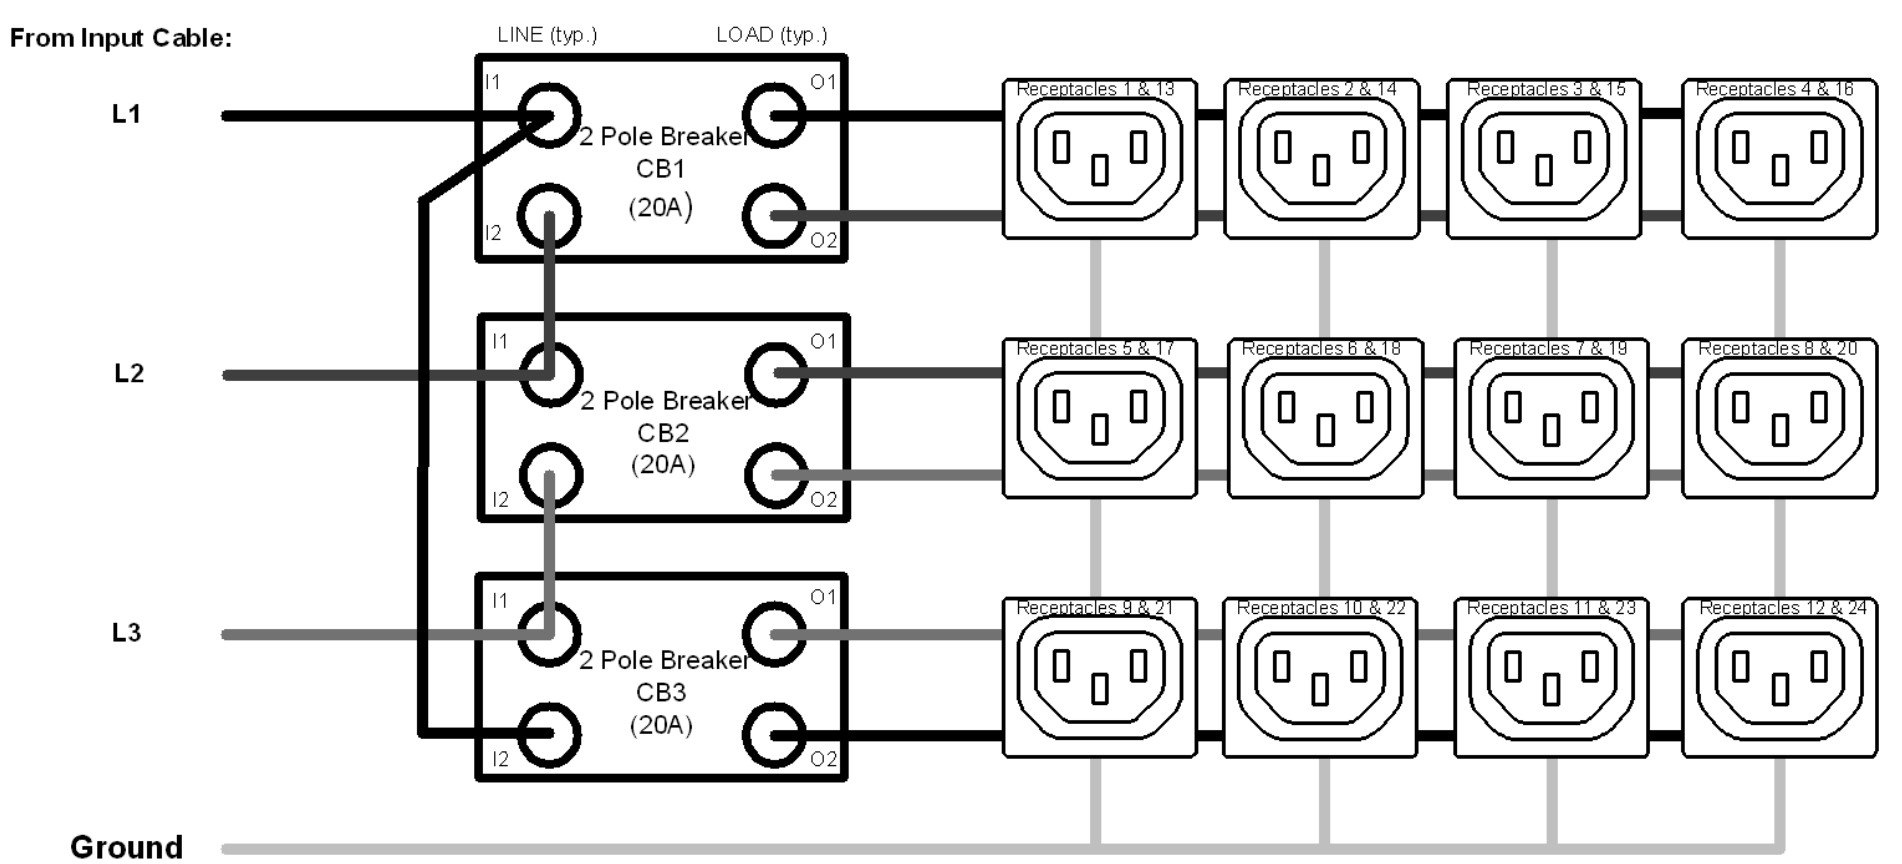 From Input Cable:
LINE (typ.)
LOAD (typ.)
L1
I1
O1
2 Pole Breaker
CB1
(20A)
I2
O2
Receptacles 1 & 13
Receptacles 2 & 14
Receptacles 3 & 15
Receptacles 4 & 16
L2
I1
O1
2 Pole Breaker
CB2
(20A)
I2
O2
Receptacles 5 & 17
Receptacles 6 & 18
Receptacles 7 & 19
Receptacles 8 & 20
L3
I1
O1
2 Pole Breaker
CB3
(20A)
I2
O2
Receptacles 9 & 21
Receptacles 10 & 22
Receptacles 11 & 23
Receptacles 12 & 24
Ground